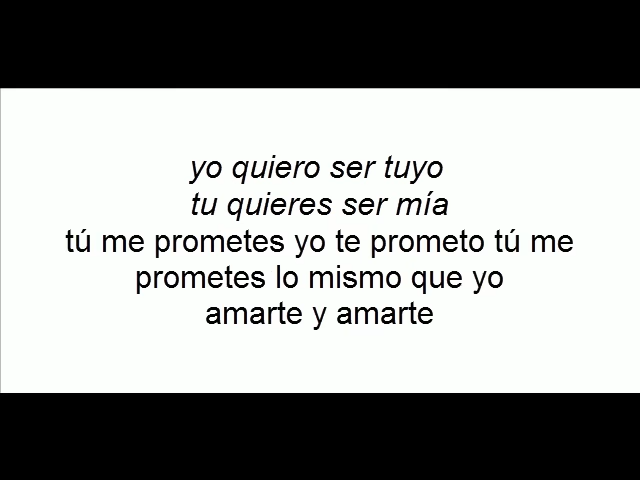 yo quiero ser tuyo
tu quieres ser mía
tú me prometes yo te prometo tú me
prometes lo mismo que yo
amarte y amarte